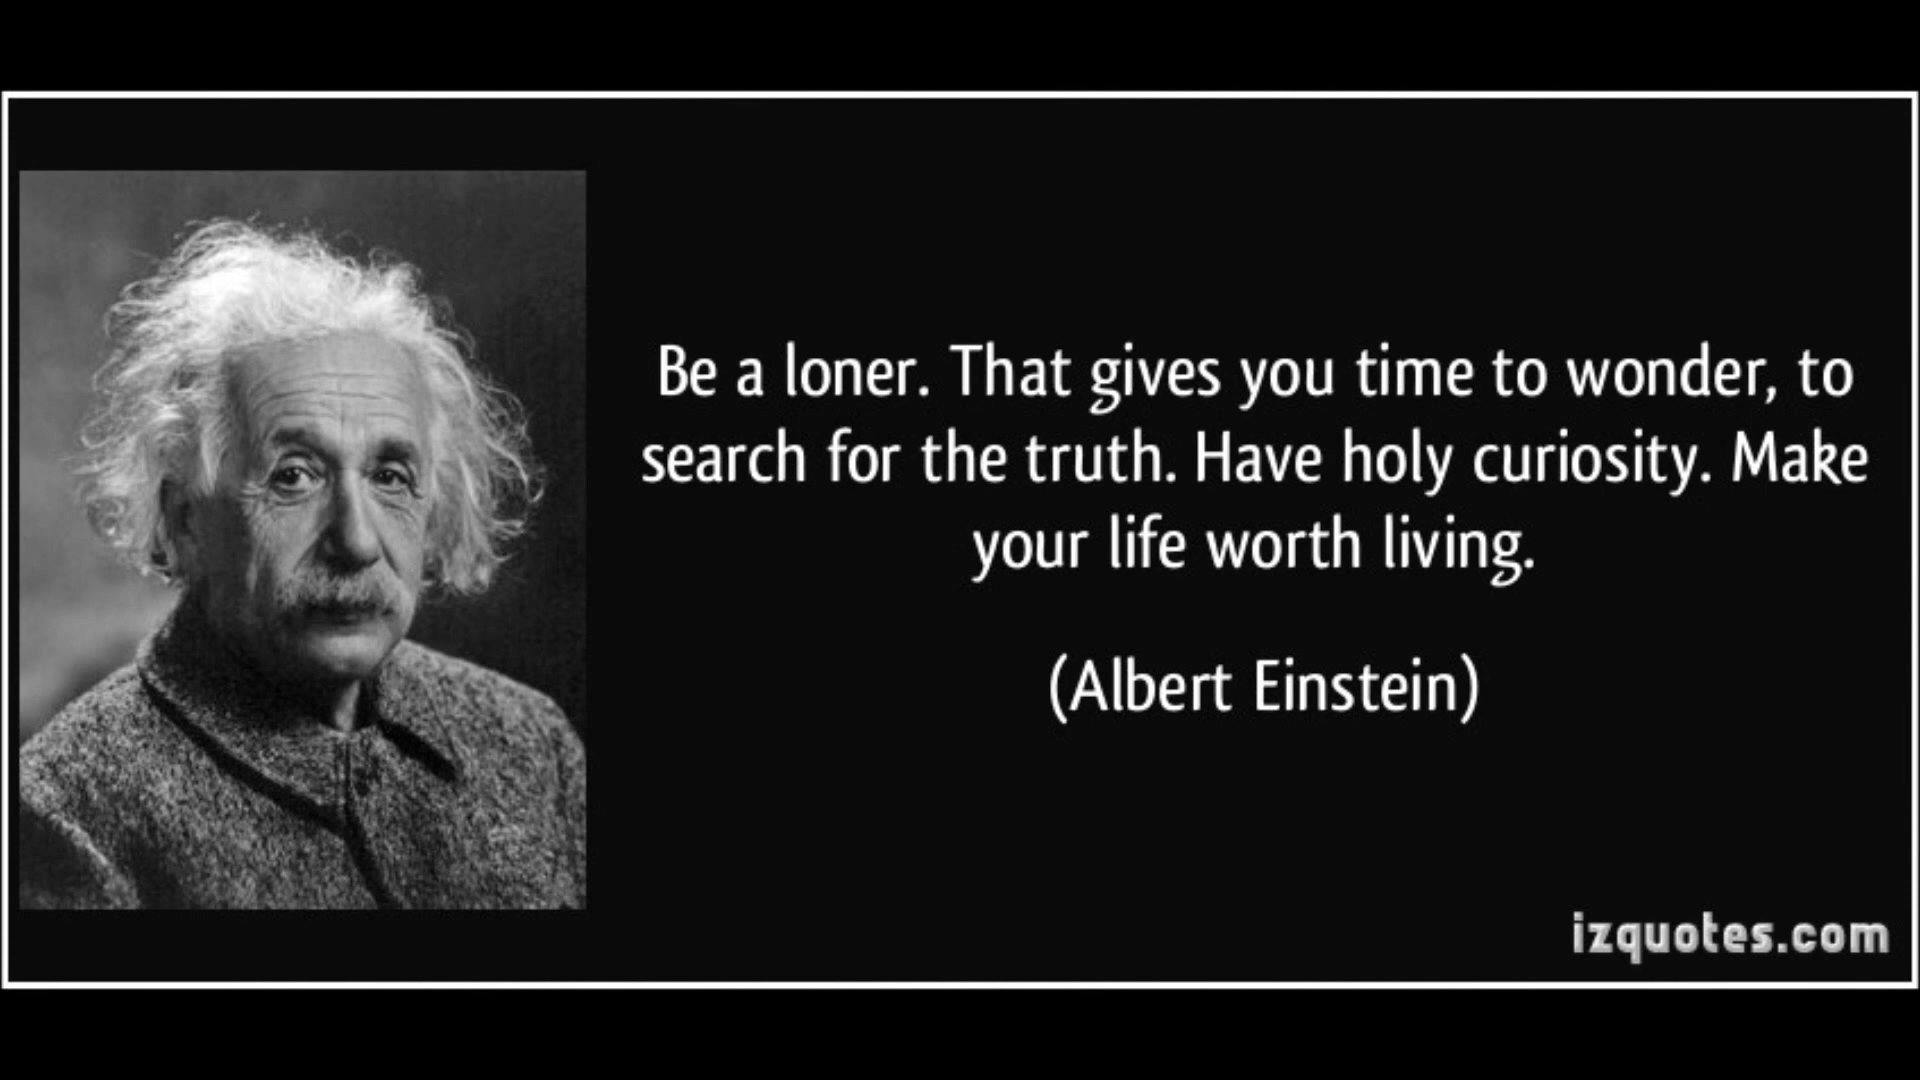 Be a loner. That gives you time to wonder, to
search for the truth. Have holy curiosity. Make
your life worth living.
(Albert Einstein)
izquotes.com